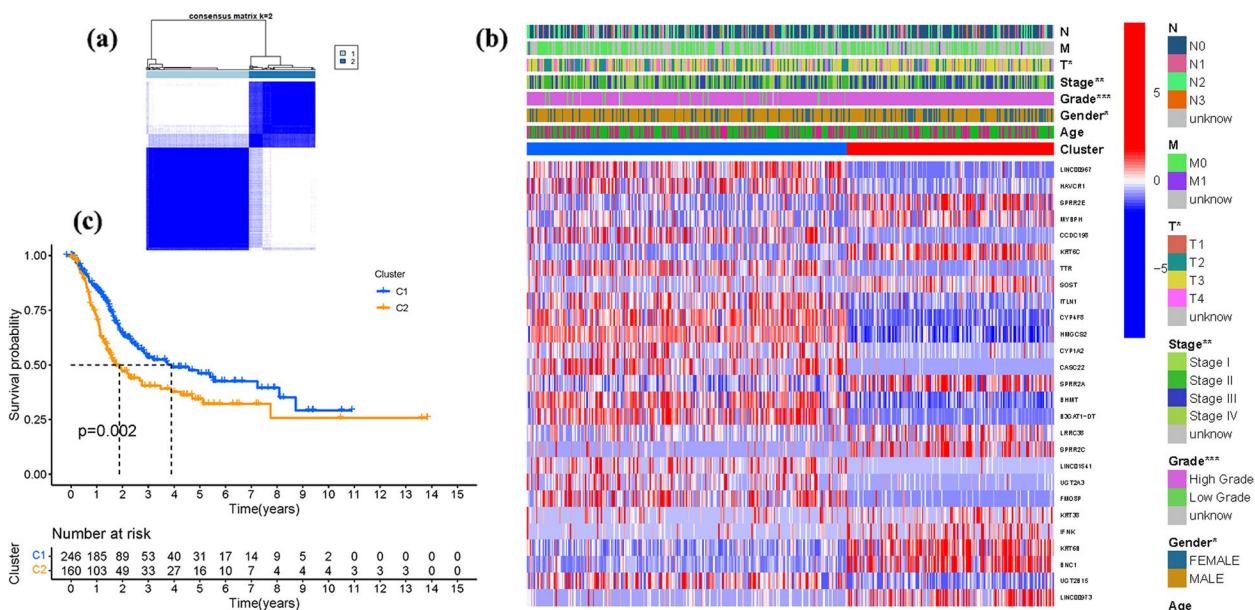 (a)
consensus matrix k=2
1
2
(b)
N
M
T*
Stage**
Grade***
Gender*
Age
Cluster
LINC00967
HAVCR1
SPRR2E
MYBPH
CCDC198
KRT6C
TTR
SOST
ITLN1
CYP4F8
HMGCS2
CYP1A2
CASC22
SPRR2A
BHMT
B3GAT1-DT
LRRC38
SPRR2C
LINC01541
UGT2A3
KRT38
IFNK
KRT6B
BNC1
UGT2B15
LINC00973
5
0
−5
N
N0
N1
N2
N3
unknow
M
M0
M1
unknow
T*
T1
T2
T3
T4
unknow
Stage**
Stage I
Stage II
Stage III
Stage IV
unknow
Grade***
High Grade
Low Grade
unknow
Gender*
FEMALE
MALE
Age
(c)
Survival probability
1.00
0.75
0.50
0.25
0.00
p=0.002
Cluster
C1
C2
0 1 2 3 4 5 6 7 8 9 10 11 12 13 14 15
Time(years)
Number at risk
Cluster
C1 246 185 89 53 40 31 17 14 9 5 2 0 0 0 0 0
C2 160 103 49 33 27 16 10 7 4 4 4 3 3 3 0 0
0 1 2 3 4 5 6 7 8 9 10 11 12 13 14 15
Time(years)